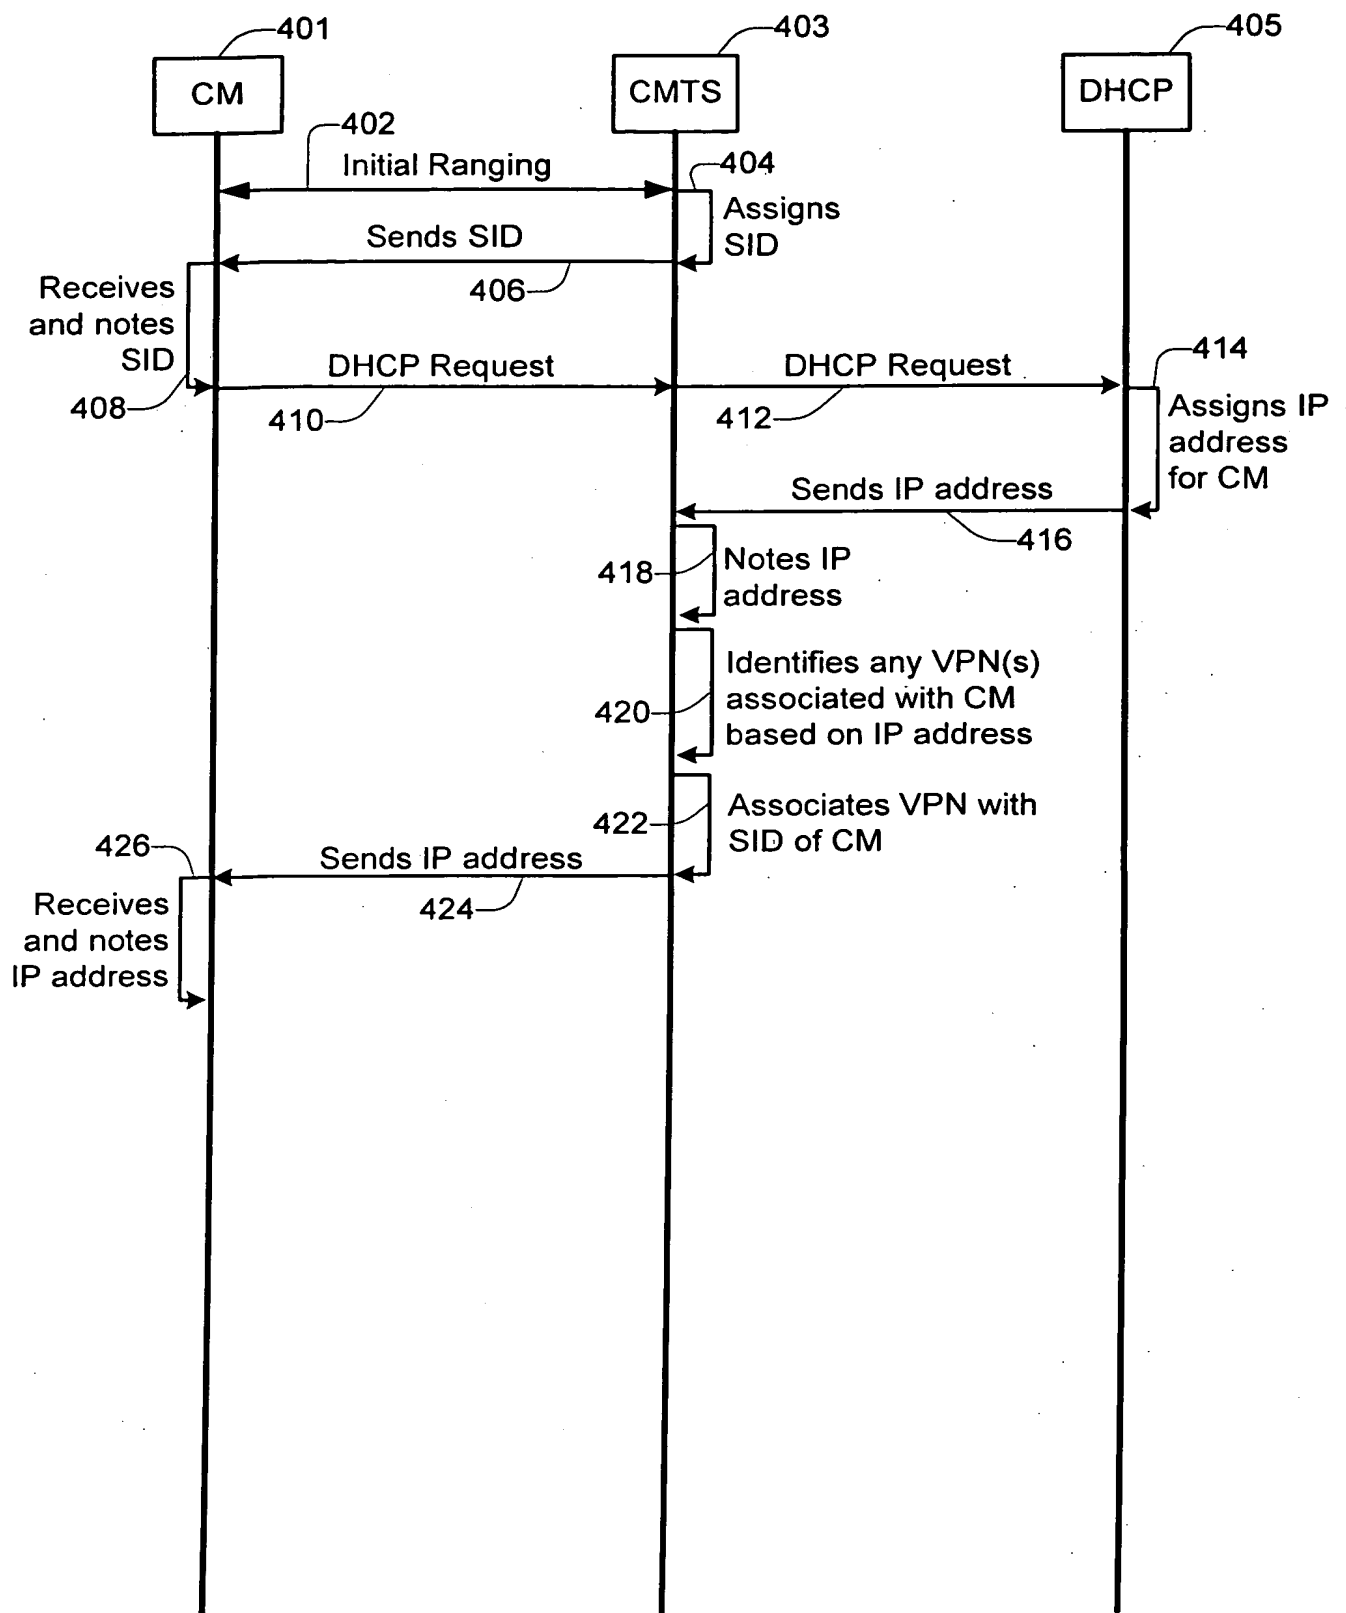 401
403
405
CM
CMTS
DHCP
402
Initial Ranging
404
Assigns
SID
Sends SID
406
Receives
and notes
SID
408
DHCP Request
410
DHCP Request
412
414
Assigns IP
address
for CM
Sends IP address
416
418
Notes IP
address
420
Identifies any VPN(s)
associated with CM
based on IP address
422
Associates VPN with
SID of CM
426
Sends IP address
424
Receives
and notes
IP address